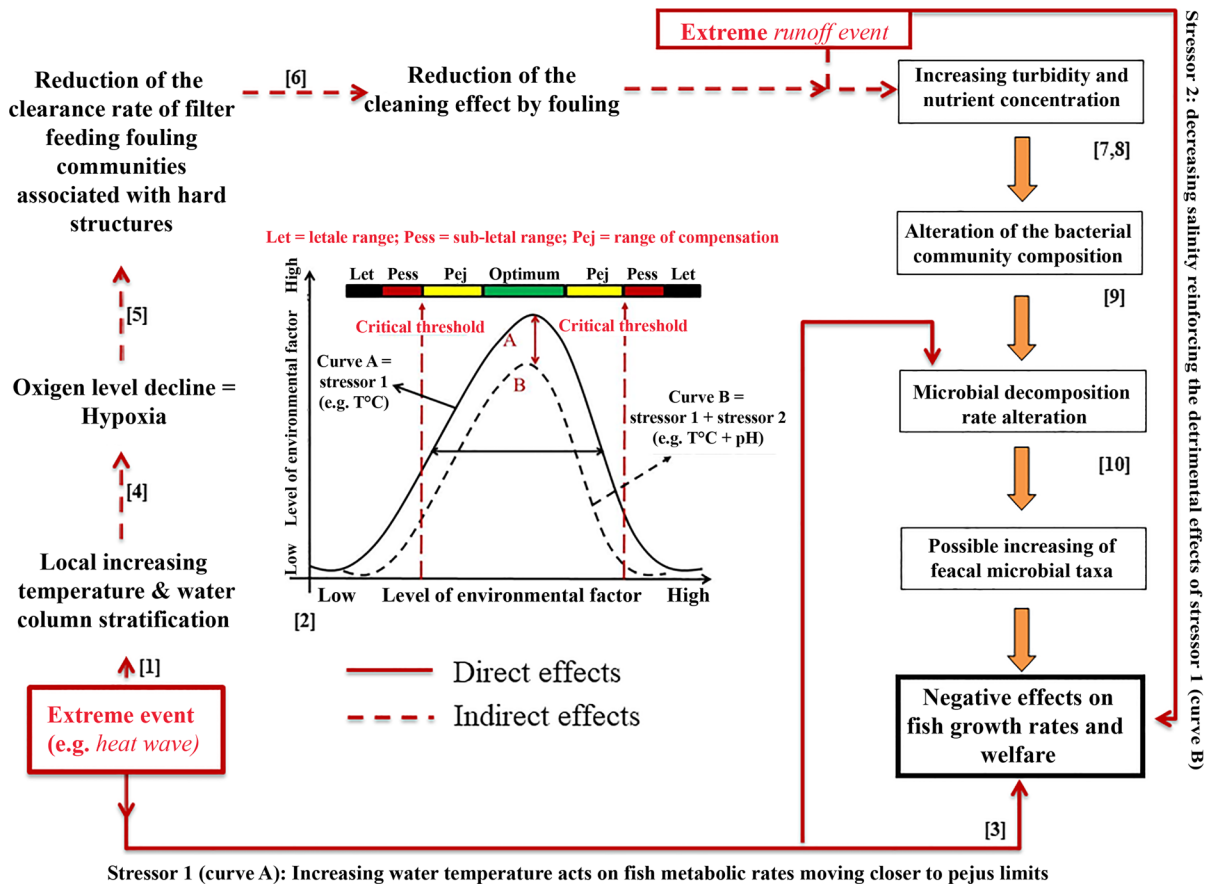 Extreme runoff event
Reduction of the
clearance rate of filter
feeding fouling
communities
associated with hard
structures
[6]
Reduction of the
cleaning effect by fouling
Increasing turbidity and
nutrient concentration
[7,8]
Alteration of the bacterial
community composition
[9]
Microbial decomposition
rate alteration
[10]
Possible increasing of
feacal microbial taxa
Negative effects on
fish growth rates and
welfare
Stressor 2: decreasing salinity reinforcing the detrimental effects of stressor 1 (curve B)
[5]
Oxigen level decline =
Hypoxia
[4]
Local increasing
temperature & water
column stratification
[1]
Extreme event
(e.g. heat wave)
Let = letale range; Pess = sub-letal range; Pej = range of compensation
Let Pess Pej Optimum Pej Pess Let
Critical threshold Critical threshold
High
Level of environmental factor
Low
A
B
Curve A =
stressor 1
(e.g. T°C)
Curve B =
stressor 1 + stressor 2
(e.g. T°C + pH)
Low Level of environmental factor High
[2]
Direct effects
Indirect effects
[3]
Stressor 1 (curve A): Increasing water temperature acts on fish metabolic rates moving closer to pejus limits